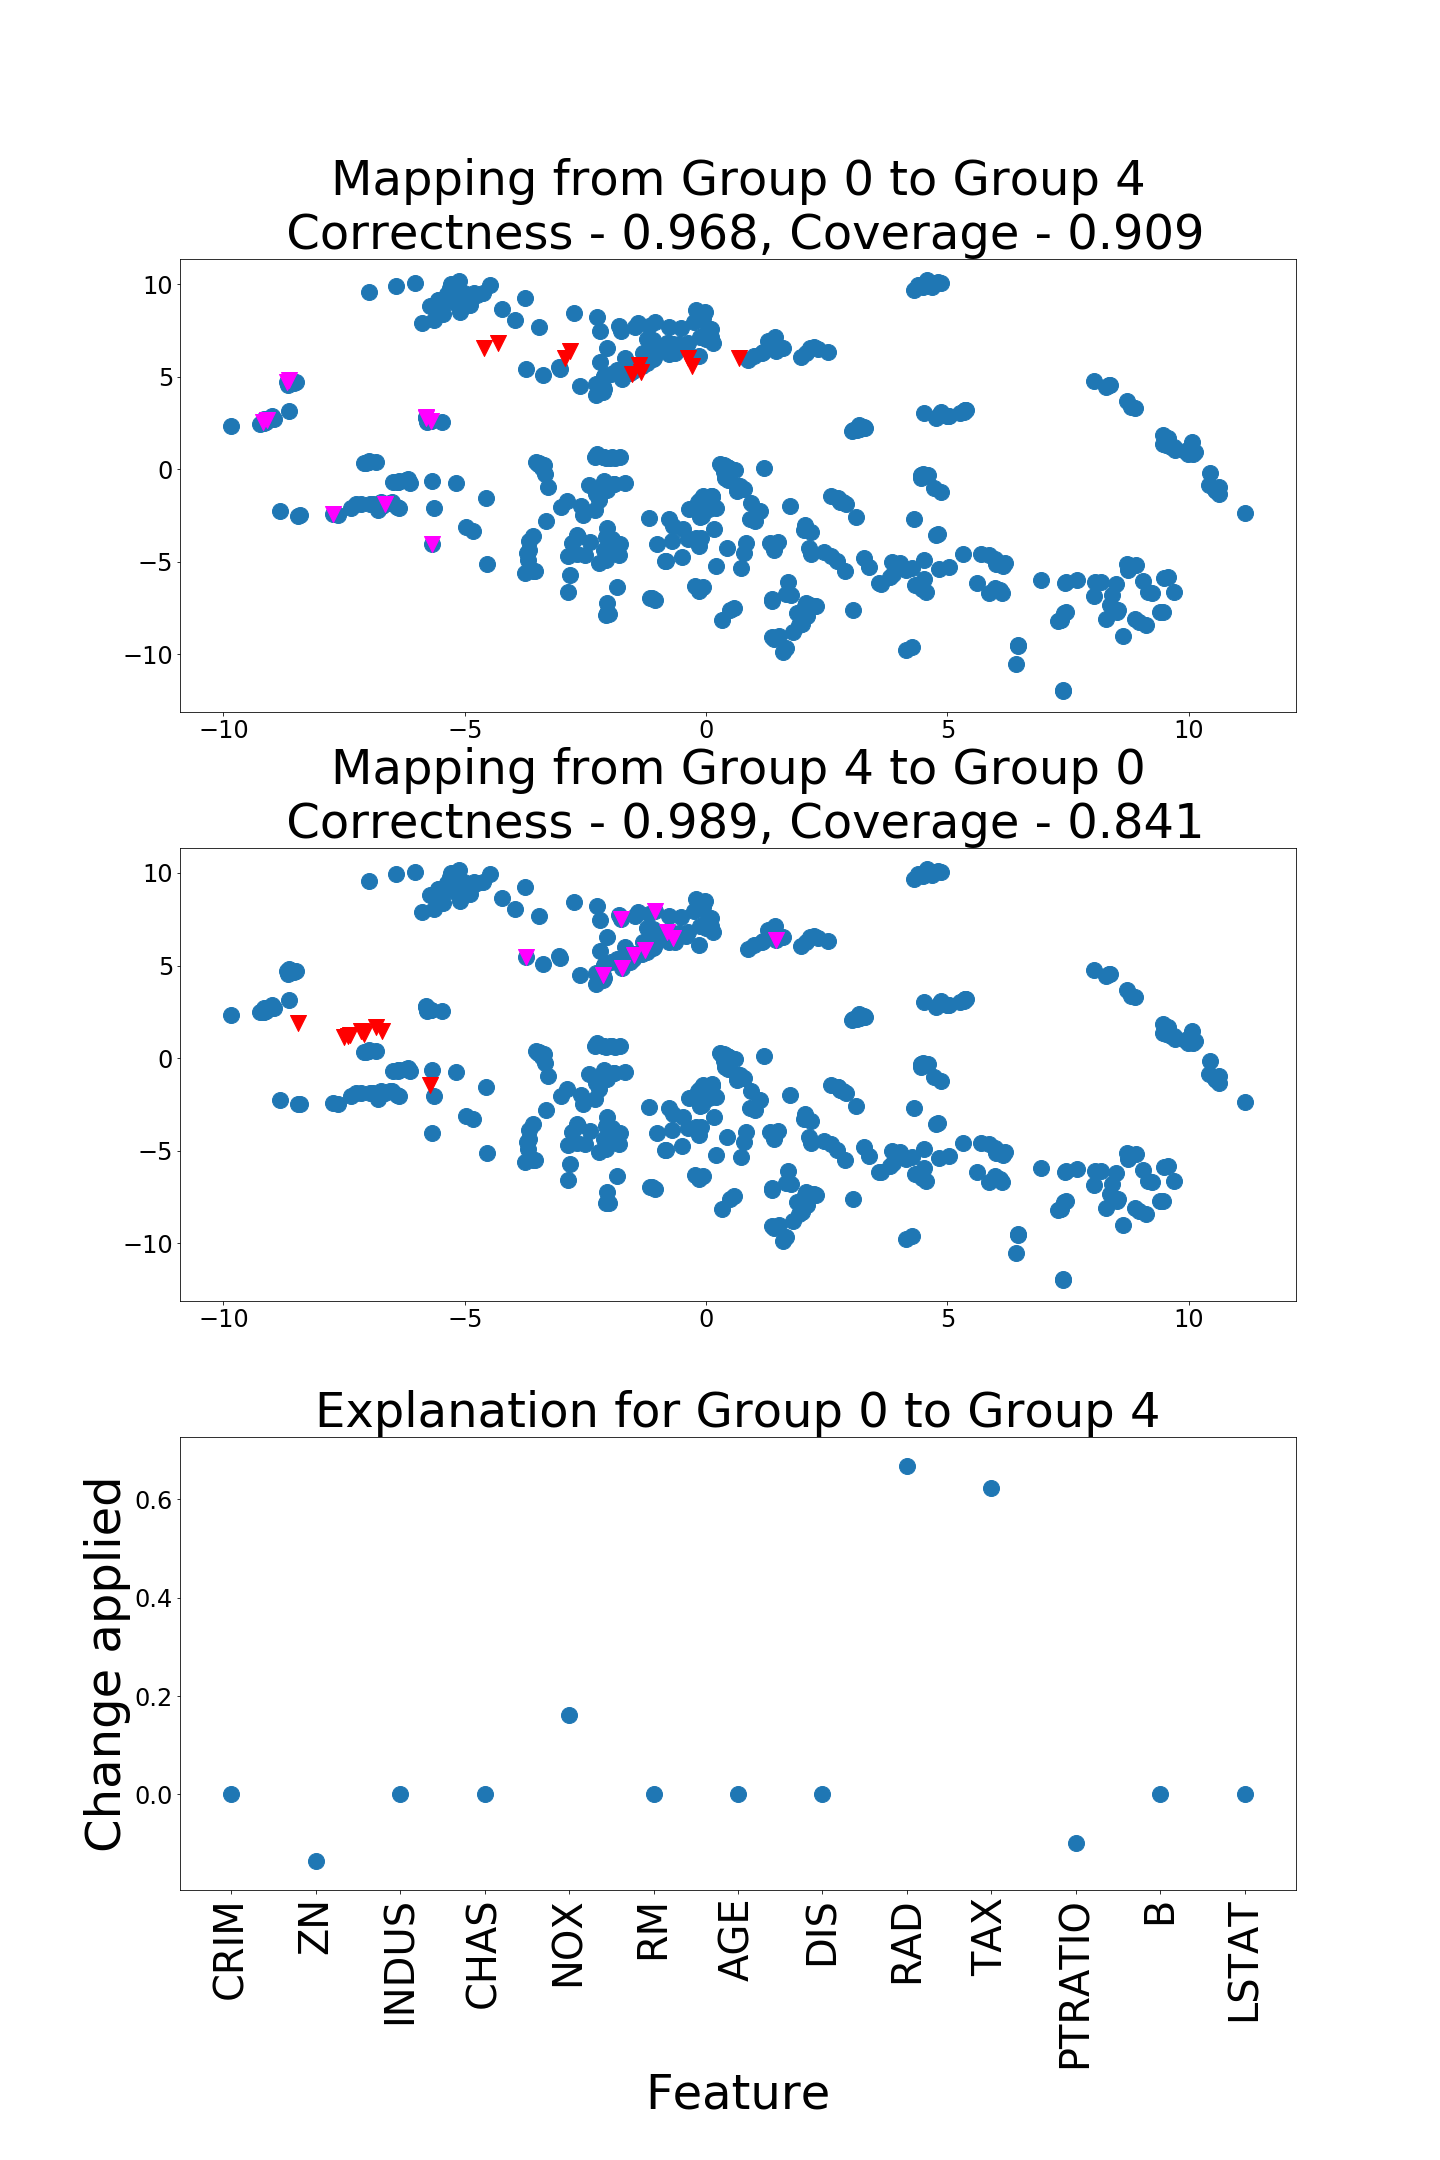 Mapping from Group 0 to Group 4
Correctness - 0.968, Coverage - 0.909
10
5
0
−5
−10
−10 −5 0 5 10
Mapping from Group 4 to Group 0
Correctness - 0.989, Coverage - 0.841
10
5
0
−5
−10
−10 −5 0 5 10
Explanation for Group 0 to Group 4
Change applied
0.6
0.4
0.2
0.0
CRIM
ZN
INDUS
CHAS
NOX
RM
AGE
DIS
RAD
TAX
PTRATIO
B
LSTAT
Feature